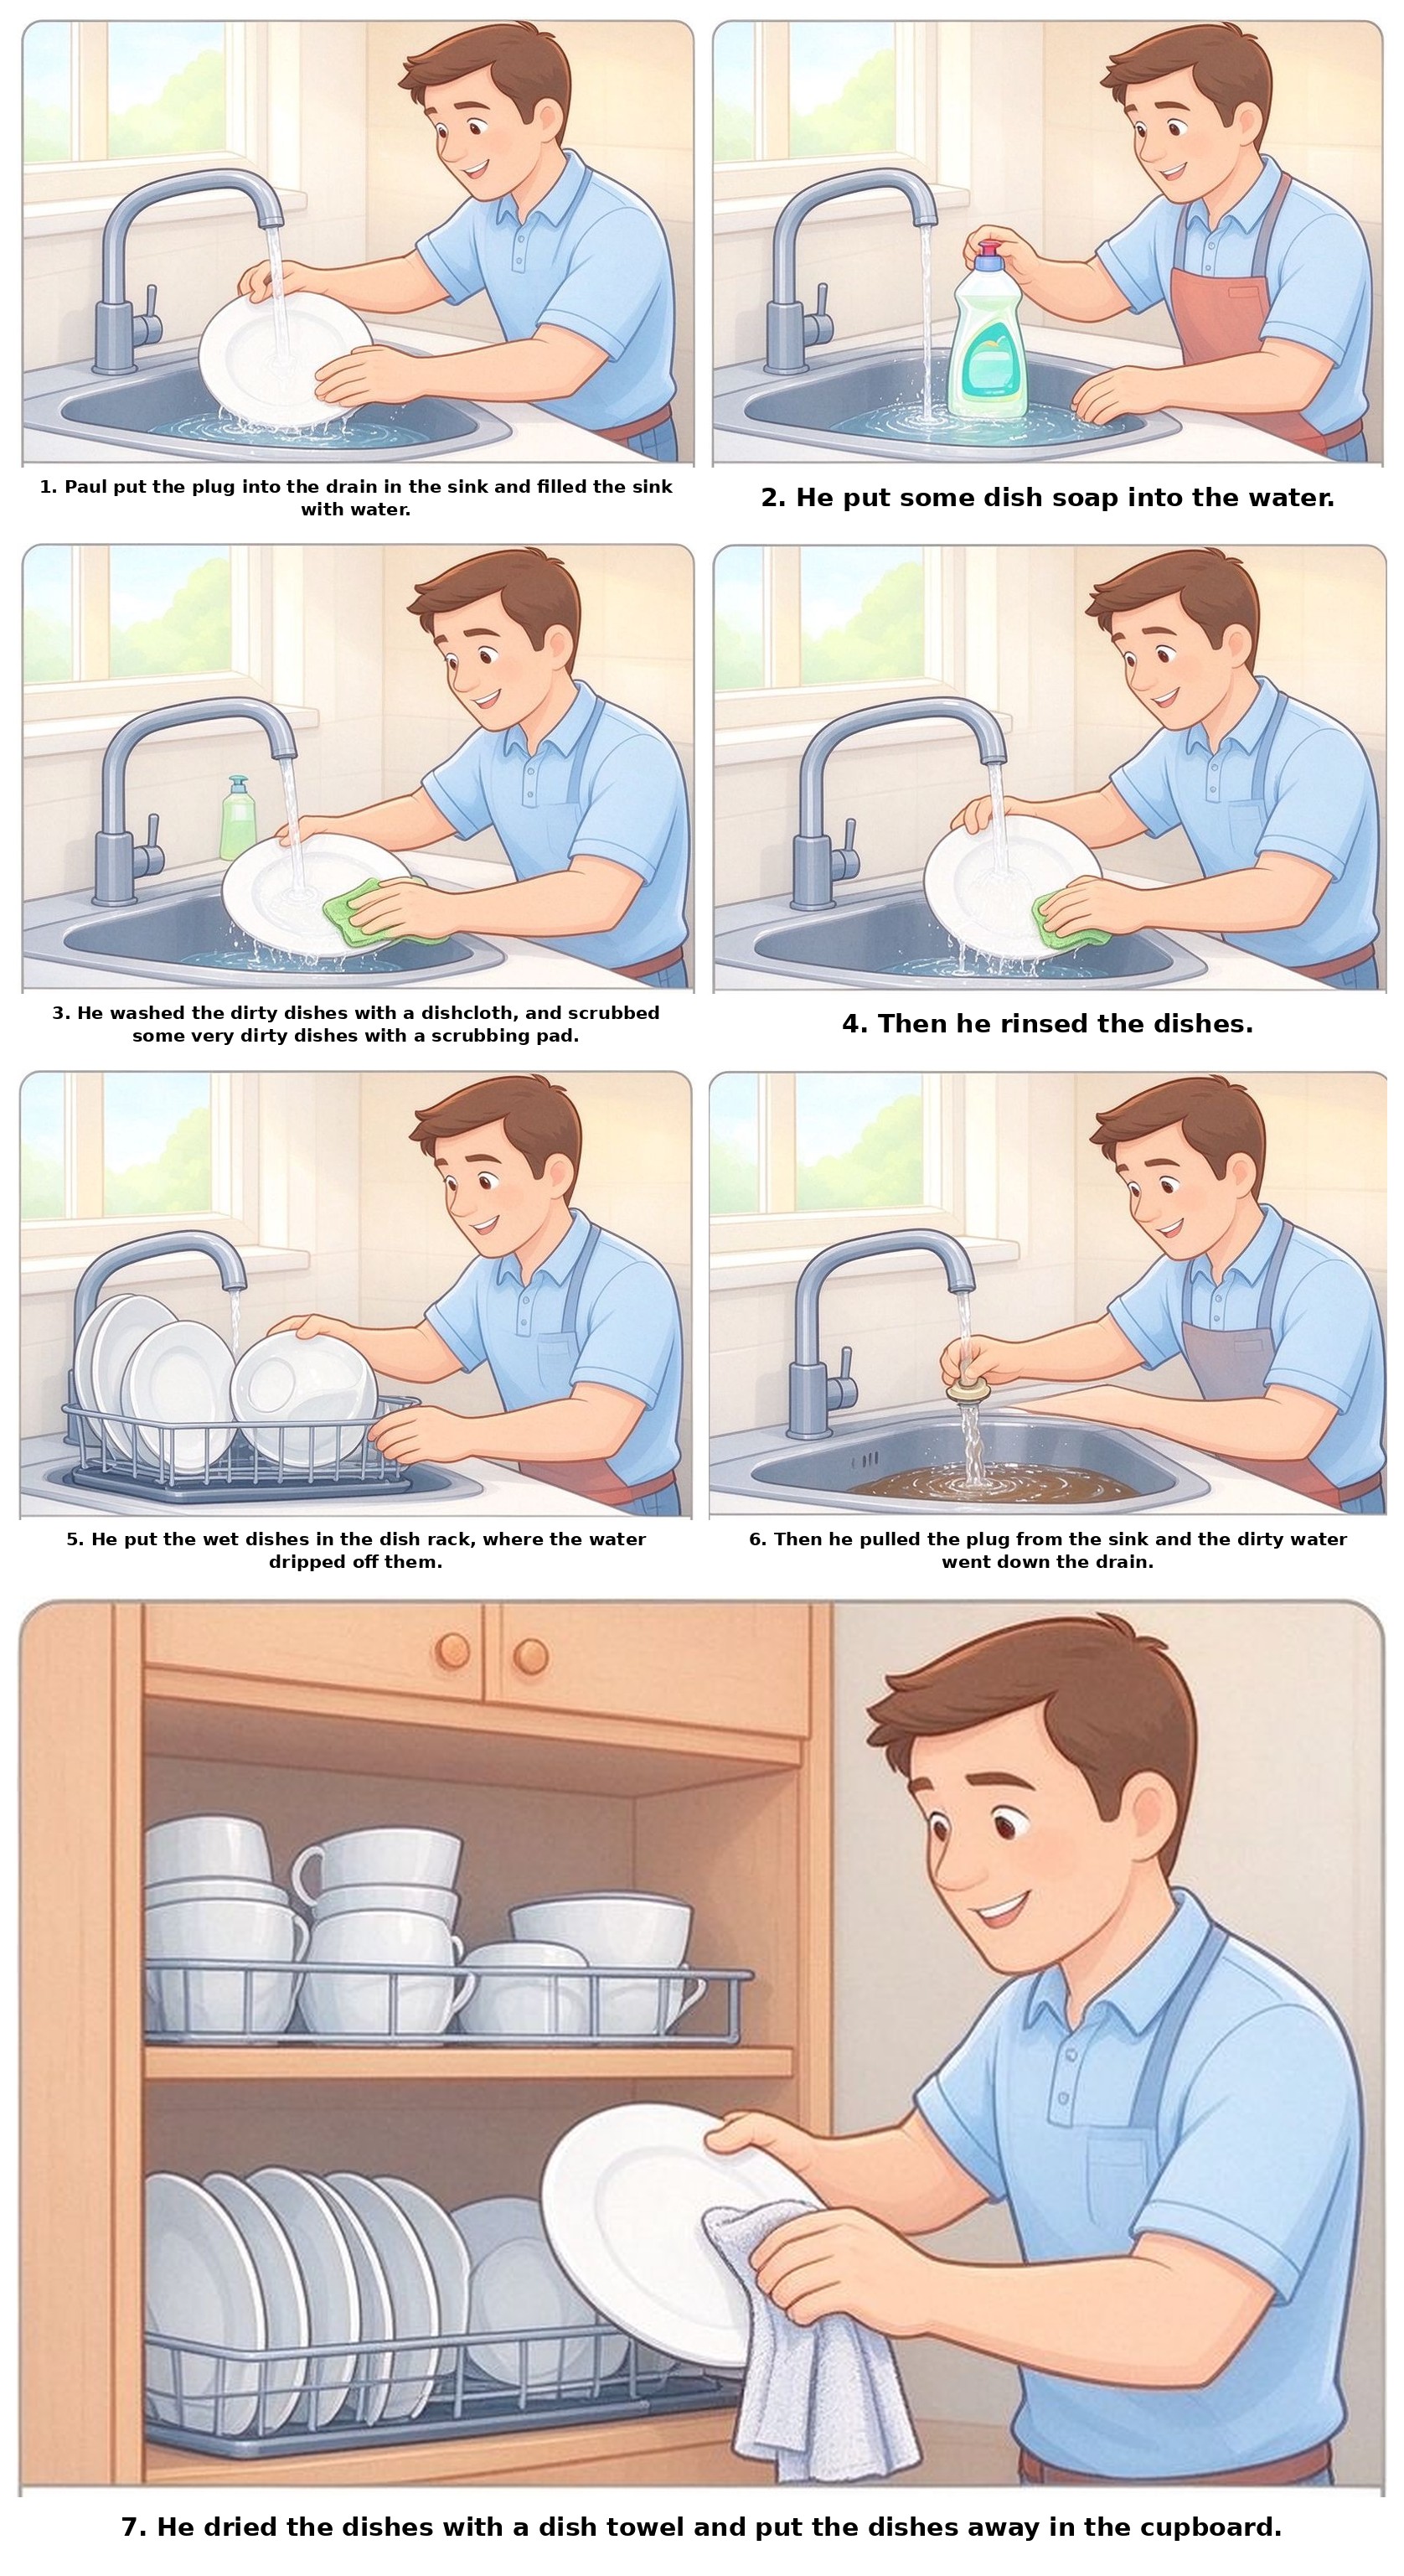 1. Paul put the plug into the drain in the sink and filled the sink
with water.
2. He put some dish soap into the water.
3. He washed the dirty dishes with a dishcloth, and scrubbed
some very dirty dishes with a scrubbing pad.
4. Then he rinsed the dishes.
5. He put the wet dishes in the dish rack, where the water
dripped off them.
6. Then he pulled the plug from the sink and the dirty water
went down the drain.
7. He dried the dishes with a dish towel and put the dishes away in the cupboard.